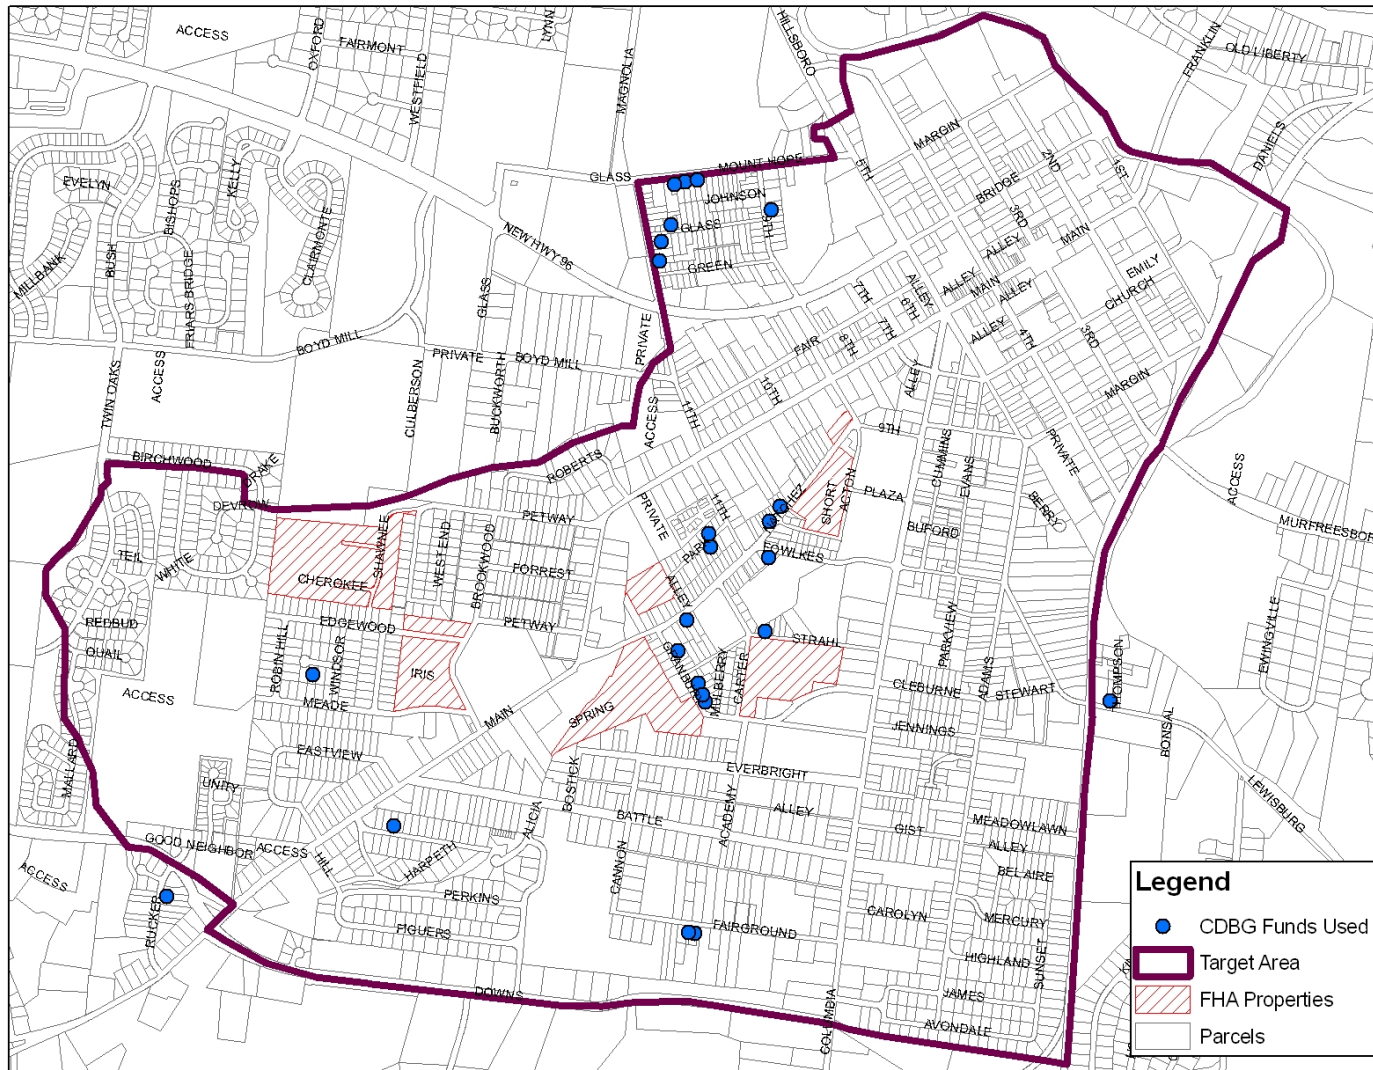 ACCESS
OXFORD
FAIRMONT
WESTFIELD
LYNN
MAGNOLIA
HILLSBORO
FRANKLIN
OLD LIBERTY
DANIELS
EVELYN
BISHOPS
KELLY
CLAIRMONTE
MILLBANK
BUSH
FRIARS BRIDGE
GLASS
MOUNT HOPE
JOHNSON
9TH
GLASS
GREEN
NEW HWY 96
5TH
MARGIN
2ND
1ST
BRIDGE
3RD
ALLEY
MAIN
EMILY
CHURCH
ALLEY
MAIN
ALLEY
ALLEY
6TH
7TH
7TH
8TH
FAIR
ALLEY
4TH
3RD
MARGIN
GLASS
BOYD MILL
PRIVATE
BOYD MILL
PRIVATE
TWIN OAKS
ACCESS
CULBERSON
BUCKWORTH
ACCESS
11TH
10TH
ALLEY
9TH
CUMMINS
EVANS
PRIVATE
BERRY
ACCESS
MURFREESBOR
BIRCHWOOD
DRAKE
DEVROW
ROBERTS
PETWAY
PRIVATE
11TH
SHORT
ACTON
PLAZA
BUFORD
FOWLKES
TEIL
WHITE
SHAWNEE
CHEROKEE
WEST END
BROOKWOOD
FORREST
PETWAY
ALLEY
REDBUD
QUAIL
EDGEWOOD
ROBIN HILL
WINDSOR
IRIS
MEADE
ACCESS
MAIN
SPRING
MULBERRY
CARTER
STRAHL
PARKVIEW
ADAMS
STEWART
CLEBURNE
JENNINGS
BONSAL
EWINGVILLE
LEWISBURG
MALLARD
UNITY
EASTVIEW
ALICIA
BOSTICK
EVERBRIGHT
ACADEMY
ALLEY
BATTLE
GIST
MEADOWLAWN
ALLEY
BEL AIRE
GOOD NEIGHBOR
ACCESS
HILL
HARPETH
PERKINS
FIGUERS
CANNON
CAROLYN
MERCURY
FAIRGROUND
HIGHLAND
SUNSET
ACCESS
RUCKER
DOWNS
COLUMBIA
JAMES
AVONDALE
Legend
CDBG Funds Used
Target Area
FHA Properties
Parcels